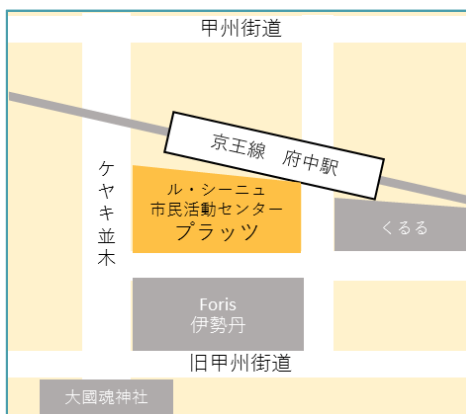 甲州街道
京王線 府中駅
ケヤキ並木
ル・シーニュ
市民活動センター
プラッツ
くるる
Foris
伊勢丹
旧甲州街道
大國魂神社